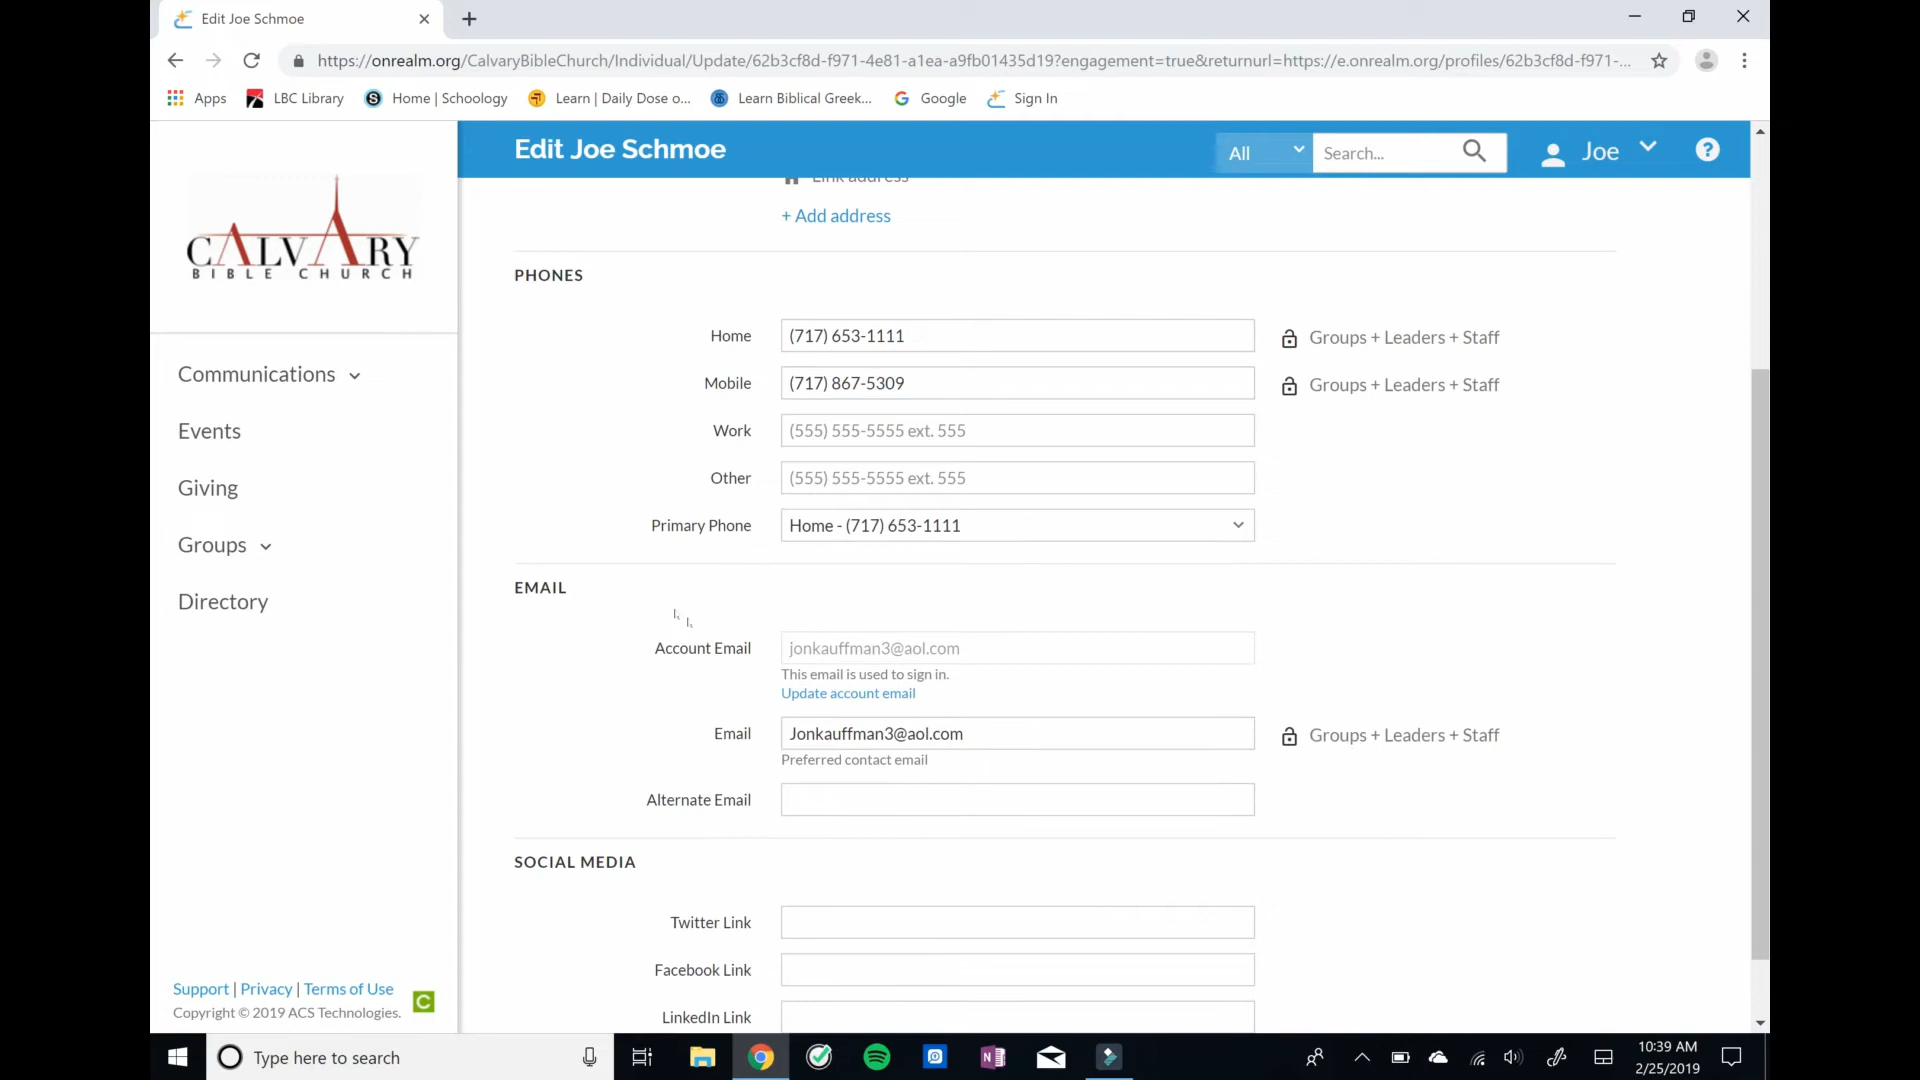 Edit Joe Schmoe
https://onrealm.org/CalvaryBibleChurch/Individual/Update/62b3cf8d-f971-4e81-a1ea-a9fb01435d19?engagement=true&returnurl=https://e.onrealm.org/profiles/62b3cf8d-f971-...
Apps LBC Library Home | Schoology Learn | Daily Dose o... Learn Biblical Greek... Google Sign In
Edit Joe Schmoe All Search... Joe ?
CALVARY
BIBLE CHURCH
Communications
Events
Giving
Groups
Directory
Support | Privacy | Terms of Use
Copyright © 2019 ACS Technologies.
C
Link address
+ Add address
PHONES
Home (717) 653-1111 Groups + Leaders + Staff
Mobile (717) 867-5309 Groups + Leaders + Staff
Work (555) 555-5555 ext. 555
Other (555) 555-5555 ext. 555
Primary Phone Home - (717) 653-1111
EMAIL
Account Email jonkauffman3@aol.com
This email is used to sign in.
Update account email
Email Jonkauffman3@aol.com Groups + Leaders + Staff
Preferred contact email
Alternate Email
SOCIAL MEDIA
Twitter Link
Facebook Link
LinkedIn Link
Type here to search
10:39 AM
2/25/2019